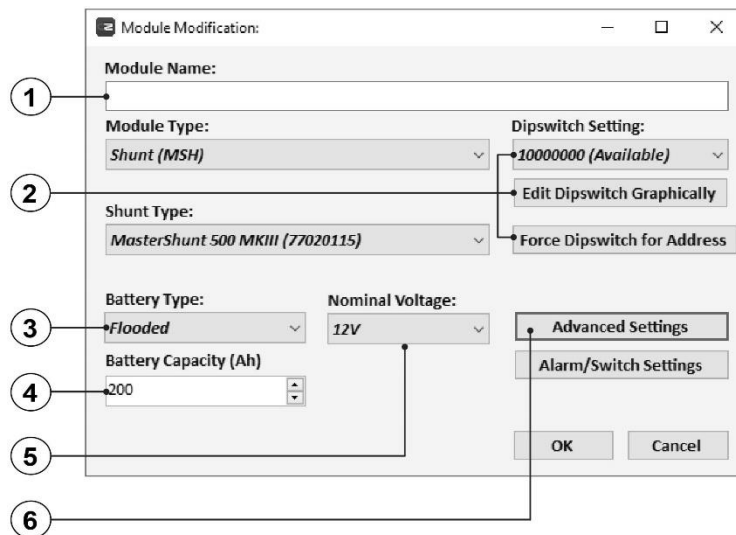 Module Modification:
Module Name:
1
Module Type:
Dipswitch Setting:
Shunt (MSH)
10000000 (Available)
2
Edit Dipswitch Graphically
Shunt Type:
MasterShunt 500 MKIII (77020115)
Force Dipswitch for Address
Battery Type:
Nominal Voltage:
3
Flooded
12V
Advanced Settings
Battery Capacity (Ah)
Alarm/Switch Settings
4
200
5
OK
Cancel
6